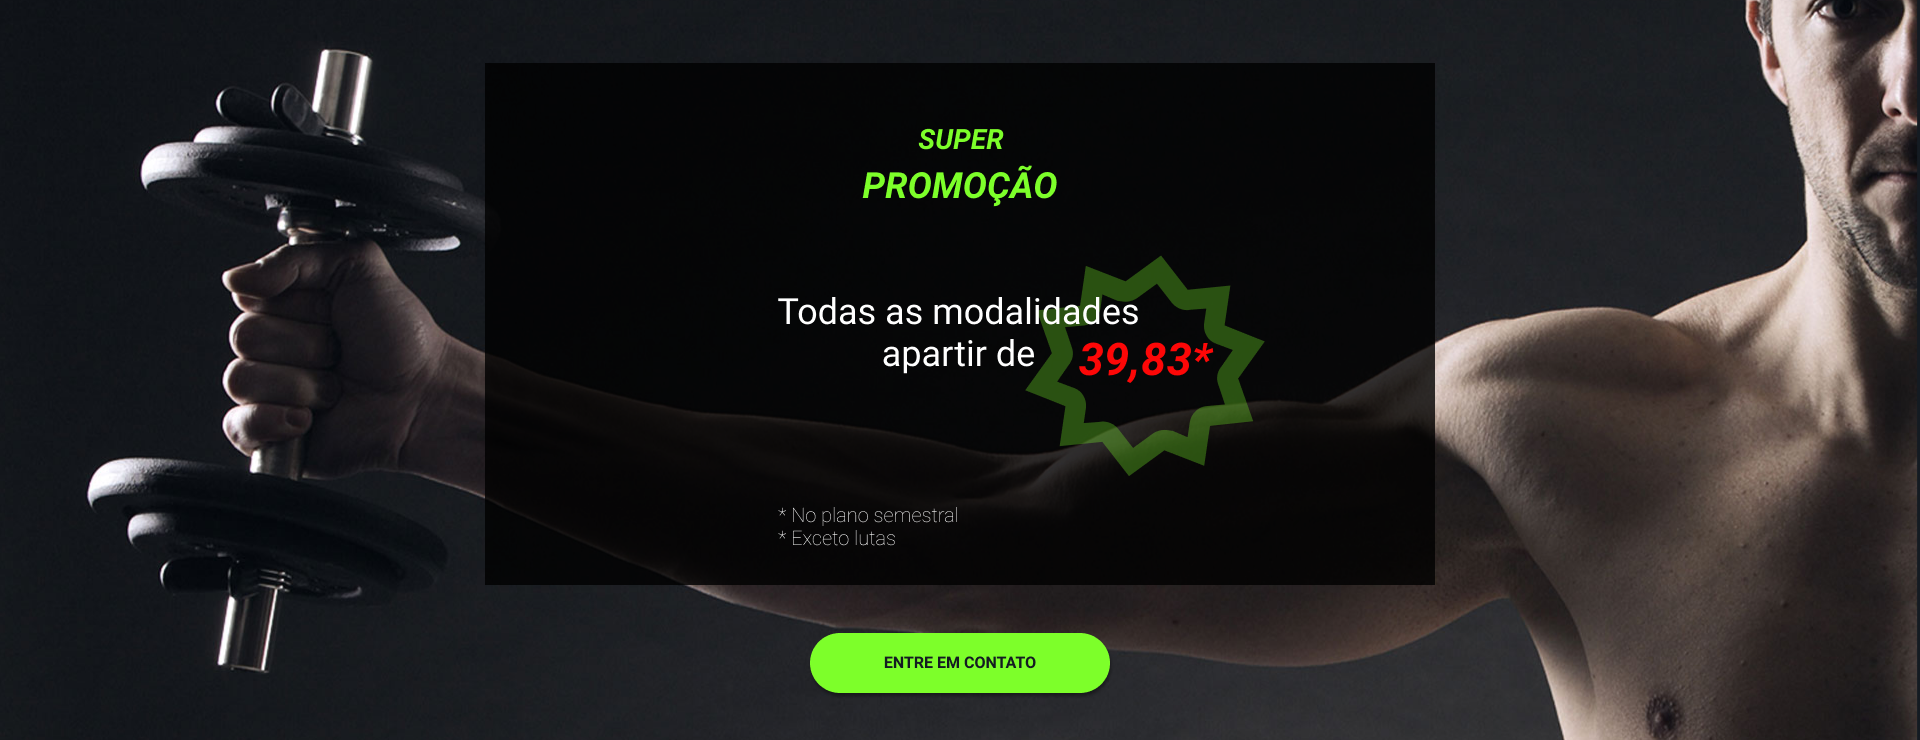 SUPER
PROMOÇÃO
Todas as modalidades
apartir de 39,83*
* No plano semestral
* Exceto lutas
ENTRE EM CONTATO